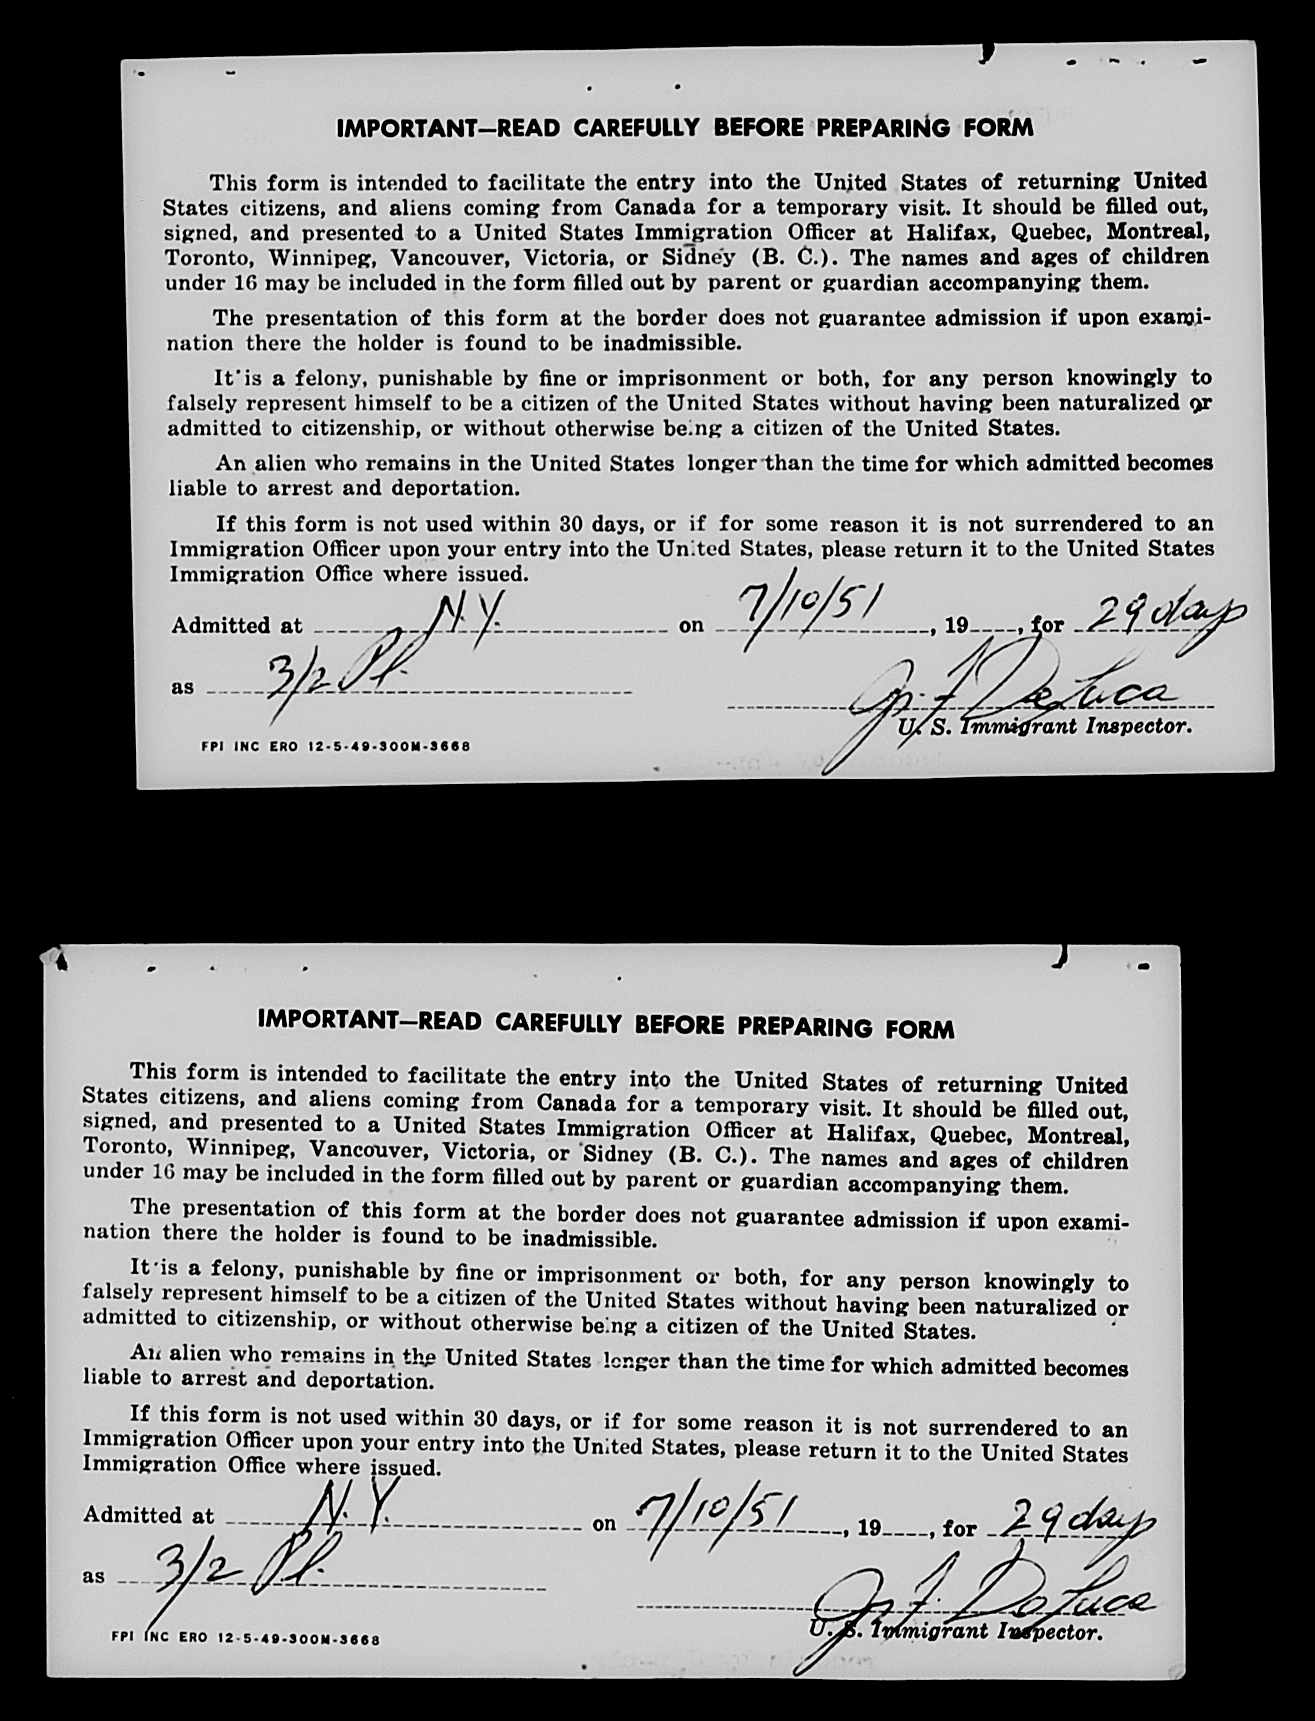 IMPORTANT—READ CAREFULLY BEFORE PREPARING FORM
This form is intended to facilitate the entry into the United States of returning United
States citizens, and aliens coming from Canada for a temporary visit. It should be filled out,
signed, and presented to a United States Immigration Officer at Halifax, Quebec, Montreal,
Toronto, Winnipeg, Vancouver, Victoria, or Sidney (B. C.). The names and ages of children
under 16 may be included in the form filled out by parent or guardian accompanying them.
The presentation of this form at the border does not guarantee admission if upon exami-
nation there the holder is found to be inadmissible.
It is a felony, punishable by fine or imprisonment or both, for any person knowingly to
falsely represent himself to be a citizen of the United States without having been naturalized or
admitted to citizenship, or without otherwise being a citizen of the United States.
An alien who remains in the United States longer than the time for which admitted becomes
liable to arrest and deportation.
If this form is not used within 30 days, or if for some reason it is not surrendered to an
Immigration Officer upon your entry into the United States, please return it to the United States
Immigration Office where issued.
Admitted at N.Y. on 7/10/51, 19, for 29 days
as 3/2 Pl. DeLuca
U. S. Immigrant Inspector.
FPI INC ERO 12-5-49-300M-3668
IMPORTANT—READ CAREFULLY BEFORE PREPARING FORM
This form is intended to facilitate the entry into the United States of returning United
States citizens, and aliens coming from Canada for a temporary visit. It should be filled out,
signed, and presented to a United States Immigration Officer at Halifax, Quebec, Montreal,
Toronto, Winnipeg, Vancouver, Victoria, or Sidney (B. C.). The names and ages of children
under 16 may be included in the form filled out by parent or guardian accompanying them.
The presentation of this form at the border does not guarantee admission if upon exami-
nation there the holder is found to be inadmissible.
It is a felony, punishable by fine or imprisonment or both, for any person knowingly to
falsely represent himself to be a citizen of the United States without having been naturalized or
admitted to citizenship, or without otherwise being a citizen of the United States.
An alien who remains in the United States longer than the time for which admitted becomes
liable to arrest and deportation.
If this form is not used within 30 days, or if for some reason it is not surrendered to an
Immigration Officer upon your entry into the United States, please return it to the United States
Immigration Office where issued.
Admitted at N.Y. on 7/10/51, 19, for 29 days
as 3/2 Pl. DeLuca
U. S. Immigrant Inspector.
FPI INC ERO 12-5-49-300M-3668